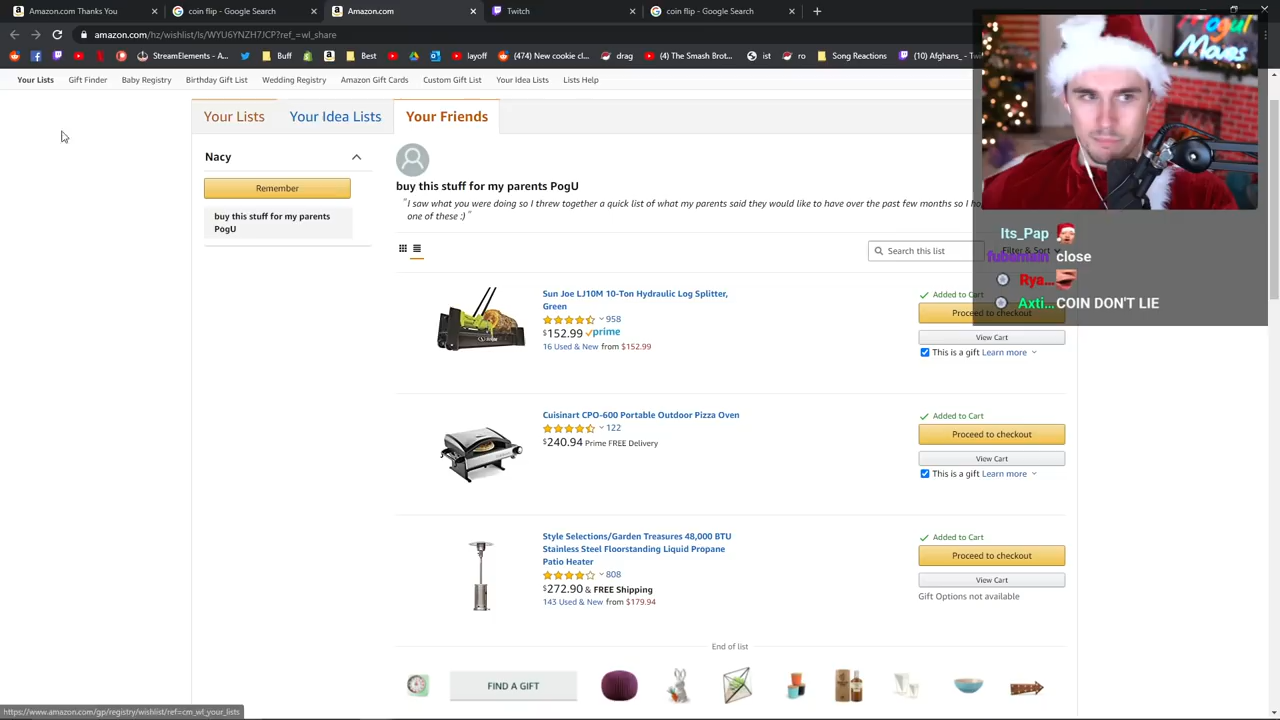 Amazon.com Thanks You
coin flip - Google Search
Amazon.com
Twitch
coin flip - Google Search
amazon.com/hz/wishlist/ls/WYU6YNZH7JCP?ref_=wl_share
StreamElements - A...
Best
layoff
new cookie cl...
drag
(4) The Smash Brot...
ist
ro
Song Reactions
(10) Afghans_ - Twit...
Your Lists
Gift Finder
Baby Registry
Birthday Gift List
Wedding Registry
Amazon Gift Cards
Custom Gift List
Your Idea Lists
Lists Help
Mogul
Moves
Your Lists
Your Idea Lists
Your Friends
Nacy
Remember
buy this stuff for my parents
PogU
buy this stuff for my parents PogU
"I saw what you were doing so I threw together a quick list of what my parents said they would like to have over the past few months so I
one of these :) "
Search this list
Filter & Sort
Its_Pap
fubamain close
Rya...
Axti... COIN DON'T LIE
Sun Joe LJ10M 10-Ton Hydraulic Log Splitter,
Green
958
$152.99 prime
16 Used & New from $152.99
Added to Cart
Proceed to checkout
View Cart
This is a gift Learn more
Cuisinart CPO-600 Portable Outdoor Pizza Oven
122
$240.94 Prime FREE Delivery
Added to Cart
Proceed to checkout
View Cart
This is a gift Learn more
Style Selections/Garden Treasures 48,000 BTU
Stainless Steel Floorstanding Liquid Propane
Patio Heater
808
$272.90 & FREE Shipping
143 Used & New from $179.94
Added to Cart
Proceed to checkout
View Cart
Gift Options not available
End of list
FIND A GIFT
https://www.amazon.com/gp/registry/wishlist/ref=cm_wl_your_lists